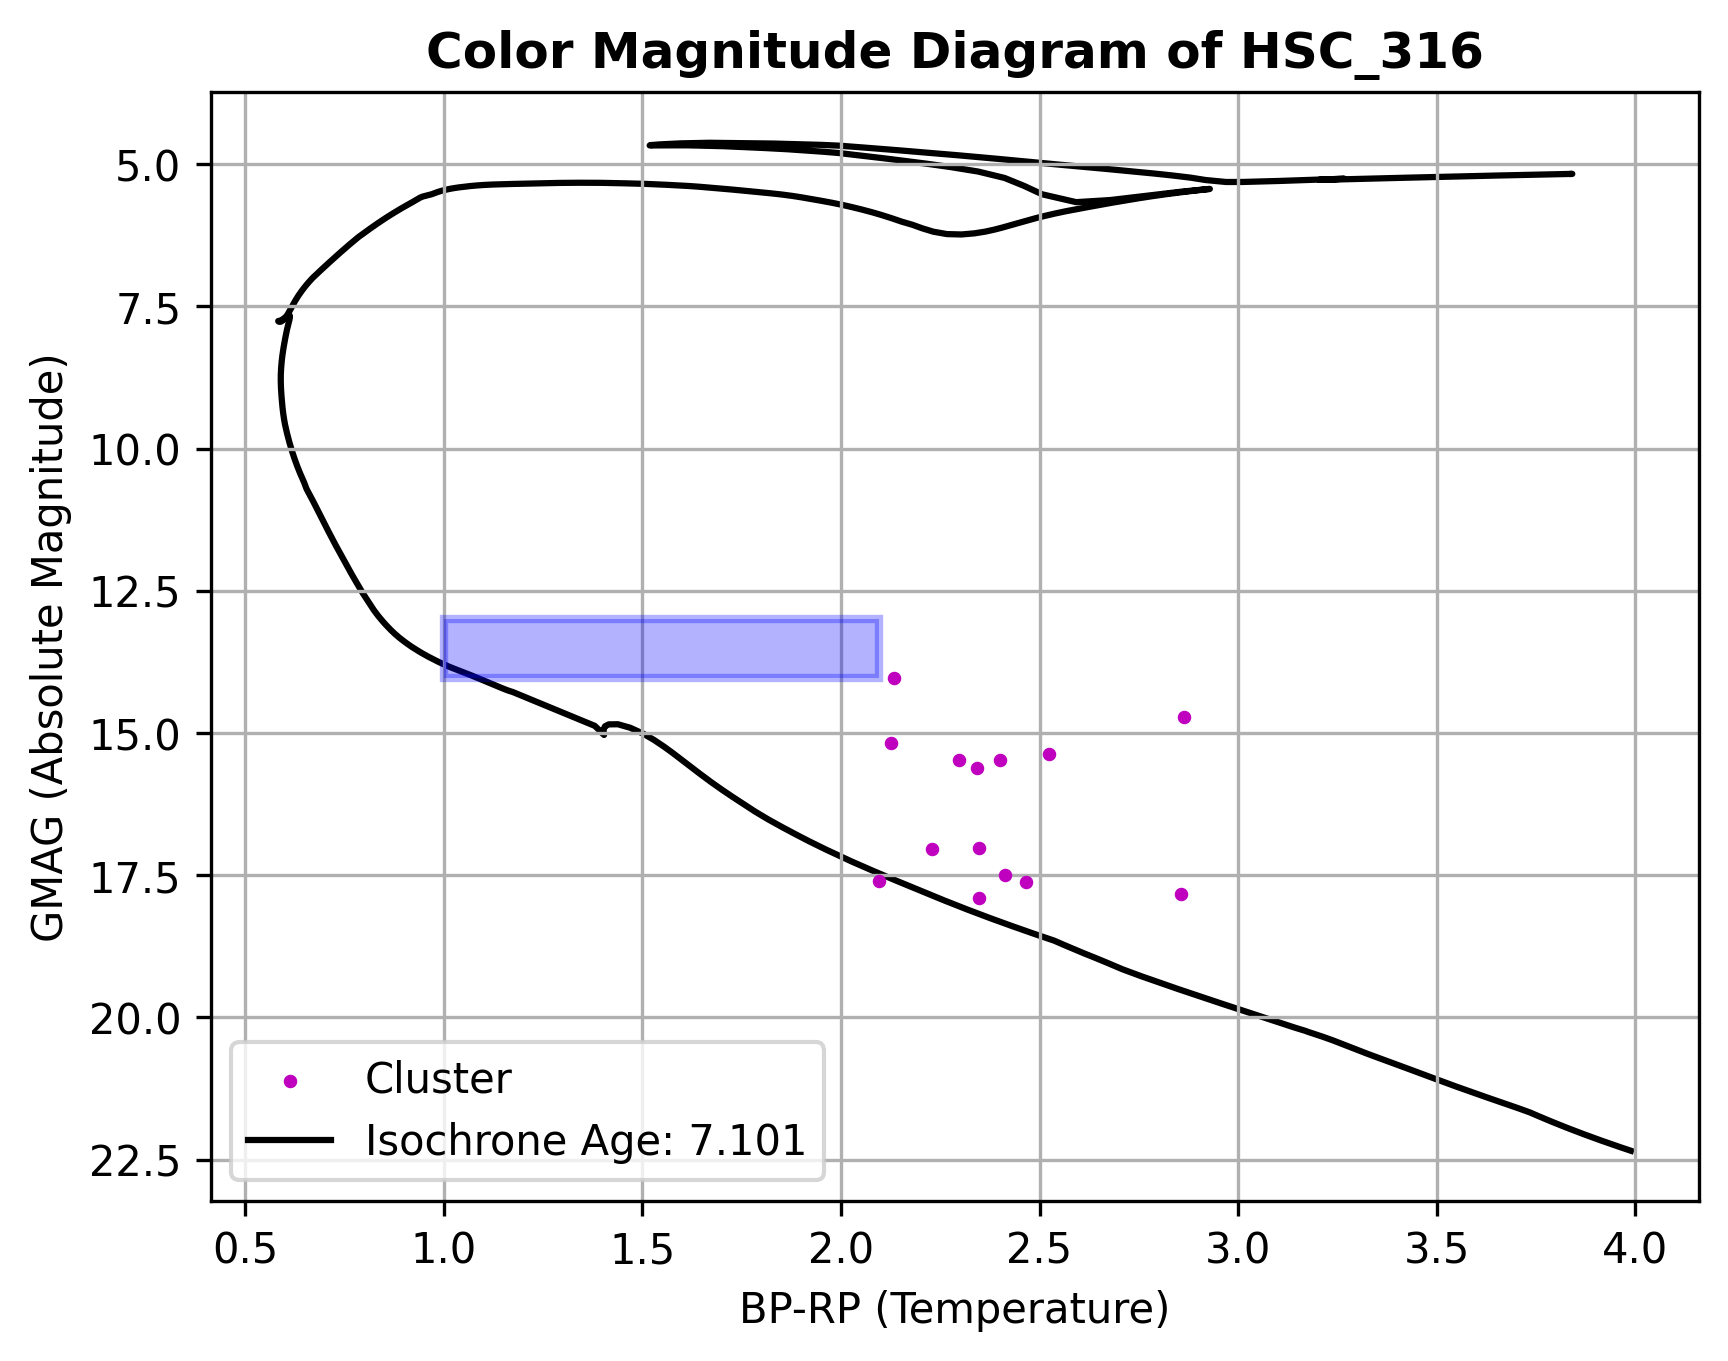 Color Magnitude Diagram of HSC_316
GMAG (Absolute Magnitude)
5.0
7.5
10.0
12.5
15.0
17.5
20.0
22.5
Cluster
Isochrone Age: 7.101
0.5 1.0 1.5 2.0 2.5 3.0 3.5 4.0
BP-RP (Temperature)